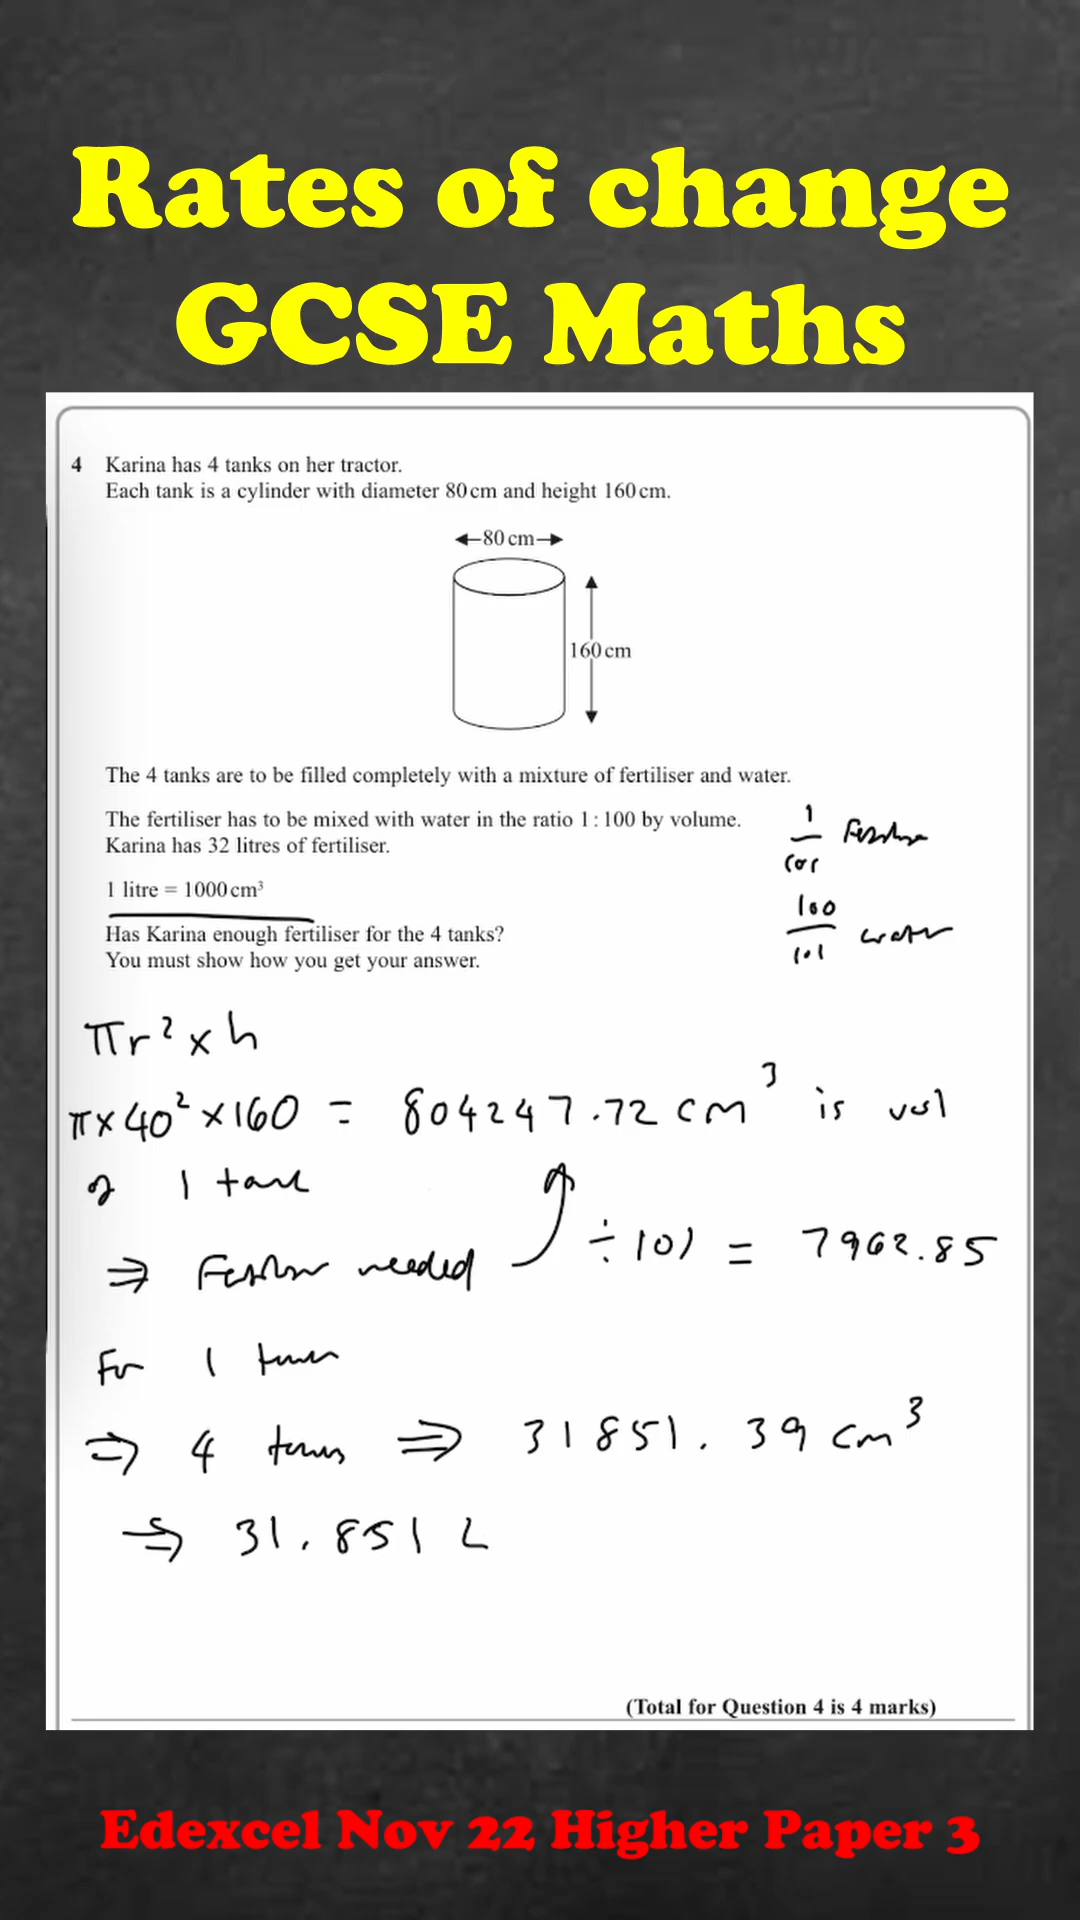 Rates of change
GCSE Maths
4 Karina has 4 tanks on her tractor.
Each tank is a cylinder with diameter 80 cm and height 160 cm.
80 cm
160 cm
The 4 tanks are to be filled completely with a mixture of fertiliser and water.
The fertiliser has to be mixed with water in the ratio 1 : 100 by volume.
Karina has 32 litres of fertiliser.
1 litre = 1000 cm³
Has Karina enough fertiliser for the 4 tanks?
You must show how you get your answer.
1/101
100/101 water
πr² × h
π × 40² × 160 = 804247.72 cm³ is vol
of 1 tank
⇒ needed ÷ 101 = 7962.85
For 1
⇒ 4 ⇒ 31851.39 cm³
⇒ 31.851 L
(Total for Question 4 is 4 marks)
Edexcel Nov 22 Higher Paper 3